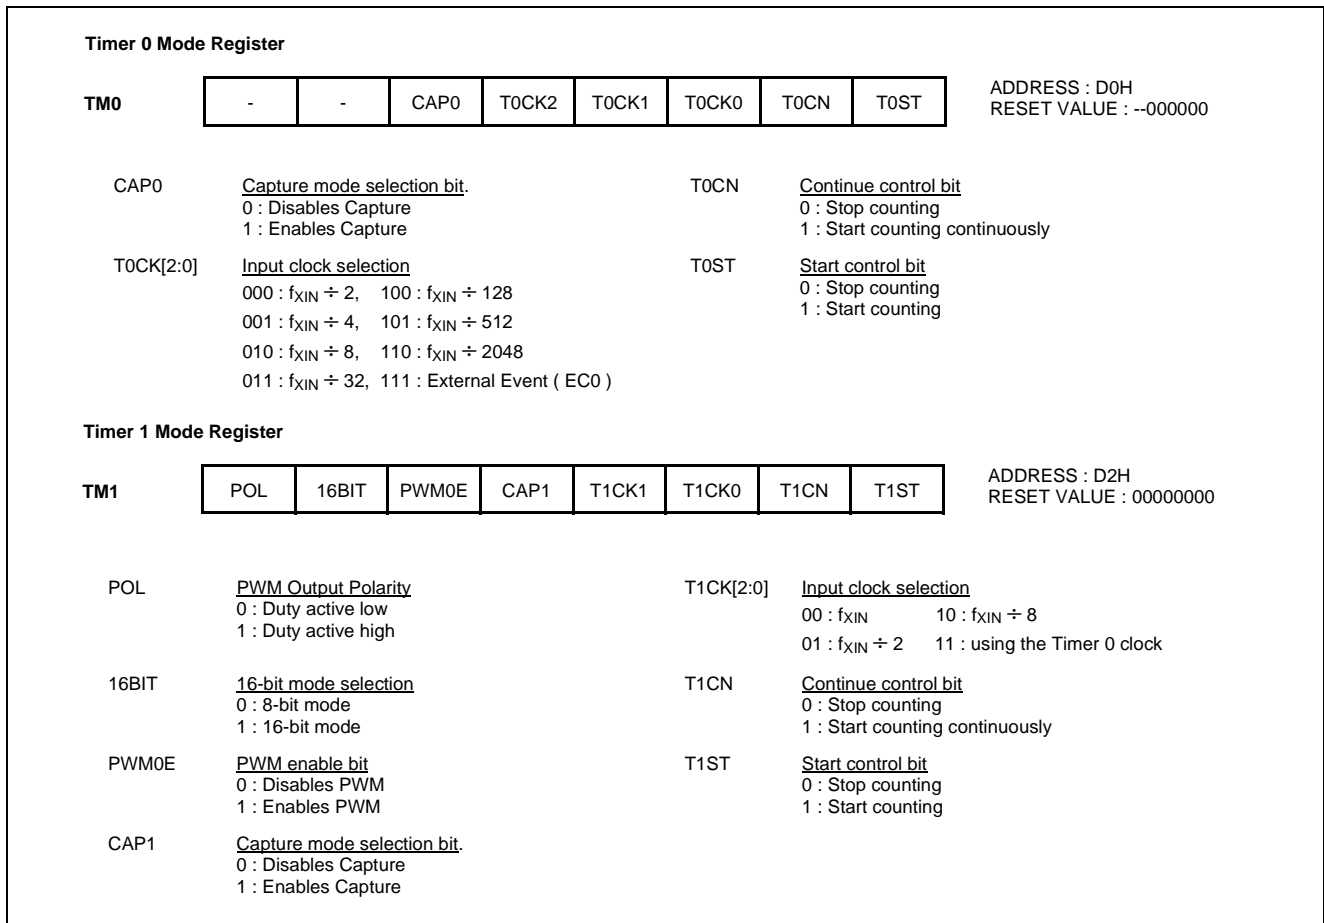 Timer 0 Mode Register
TM0 - - CAP0 T0CK2 T0CK1 T0CK0 T0CN T0ST
ADDRESS : D0H
RESET VALUE : --000000
CAP0 Capture mode selection bit.
0 : Disables Capture
1 : Enables Capture
T0CN Continue control bit
0 : Stop counting
1 : Start counting continuously
T0CK[2:0] Input clock selection
000 : fXIN ÷ 2, 100 : fXIN ÷ 128
001 : fXIN ÷ 4, 101 : fXIN ÷ 512
010 : fXIN ÷ 8, 110 : fXIN ÷ 2048
011 : fXIN ÷ 32, 111 : External Event ( EC0 )
T0ST Start control bit
0 : Stop counting
1 : Start counting
Timer 1 Mode Register
TM1 POL 16BIT PWM0E CAP1 T1CK1 T1CK0 T1CN T1ST
ADDRESS : D2H
RESET VALUE : 00000000
POL PWM Output Polarity
0 : Duty active low
1 : Duty active high
T1CK[2:0] Input clock selection
00 : fXIN 10 : fXIN ÷ 8
01 : fXIN ÷ 2 11 : using the Timer 0 clock
16BIT 16-bit mode selection
0 : 8-bit mode
1 : 16-bit mode
T1CN Continue control bit
0 : Stop counting
1 : Start counting continuously
PWM0E PWM enable bit
0 : Disables PWM
1 : Enables PWM
T1ST Start control bit
0 : Stop counting
1 : Start counting
CAP1 Capture mode selection bit.
0 : Disables Capture
1 : Enables Capture